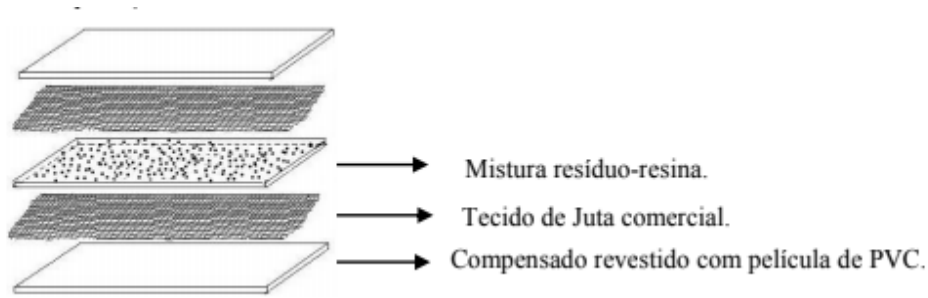 Mistura resíduo-resina.
Tecido de Juta comercial.
Compensado revestido com película de PVC.